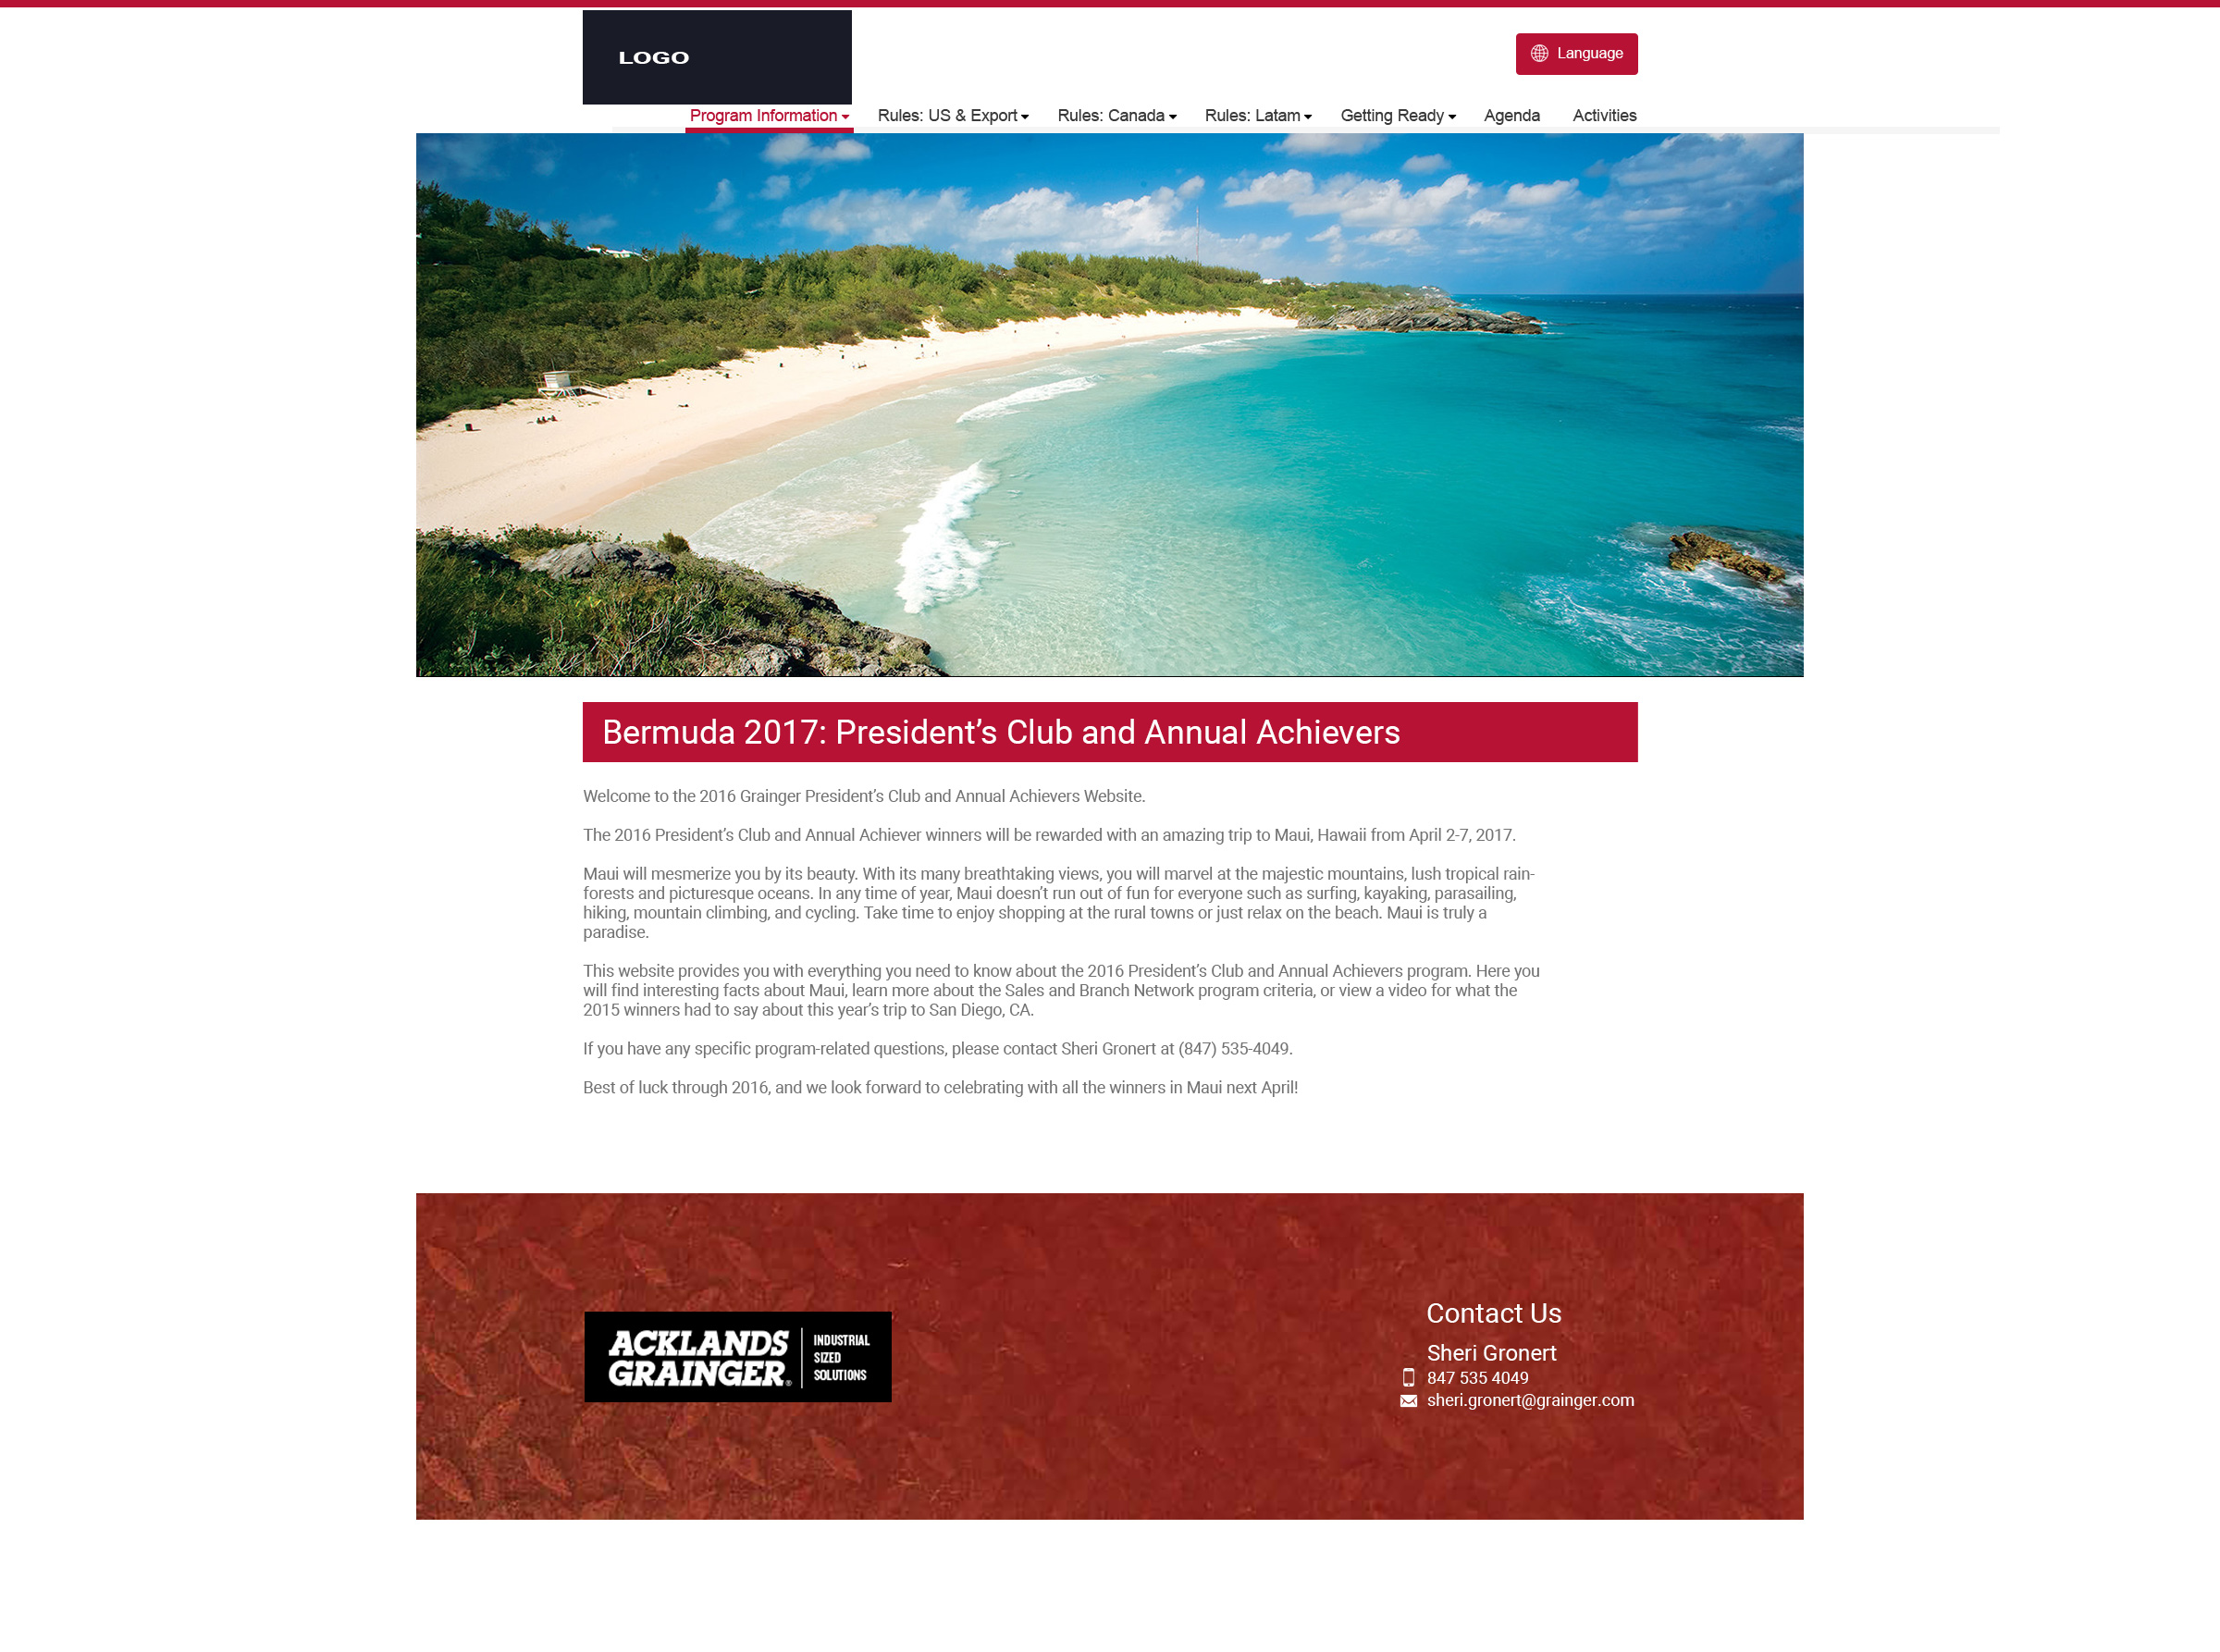 LOGO
Language
Program Information
Rules: US & Export
Rules: Canada
Rules: Latam
Getting Ready
Agenda
Activities
Bermuda 2017: President’s Club and Annual Achievers
Welcome to the 2016 Grainger President’s Club and Annual Achievers Website.
The 2016 President’s Club and Annual Achiever winners will be rewarded with an amazing trip to Maui, Hawaii from April 2-7, 2017.
Maui will mesmerize you by its beauty. With its many breathtaking views, you will marvel at the majestic mountains, lush tropical rain-
forests and picturesque oceans. In any time of year, Maui doesn’t run out of fun for everyone such as surfing, kayaking, parasailing,
hiking, mountain climbing, and cycling. Take time to enjoy shopping at the rural towns or just relax on the beach. Maui is truly a
paradise.
This website provides you with everything you need to know about the 2016 President’s Club and Annual Achievers program. Here you
will find interesting facts about Maui, learn more about the Sales and Branch Network program criteria, or view a video for what the
2015 winners had to say about this year’s trip to San Diego, CA.
If you have any specific program-related questions, please contact Sheri Gronert at (847) 535-4049.
Best of luck through 2016, and we look forward to celebrating with all the winners in Maui next April!
ACKLANDS
GRAINGER®
INDUSTRIAL
SIZED
SOLUTIONS
Contact Us
Sheri Gronert
847 535 4049
sheri.gronert@grainger.com